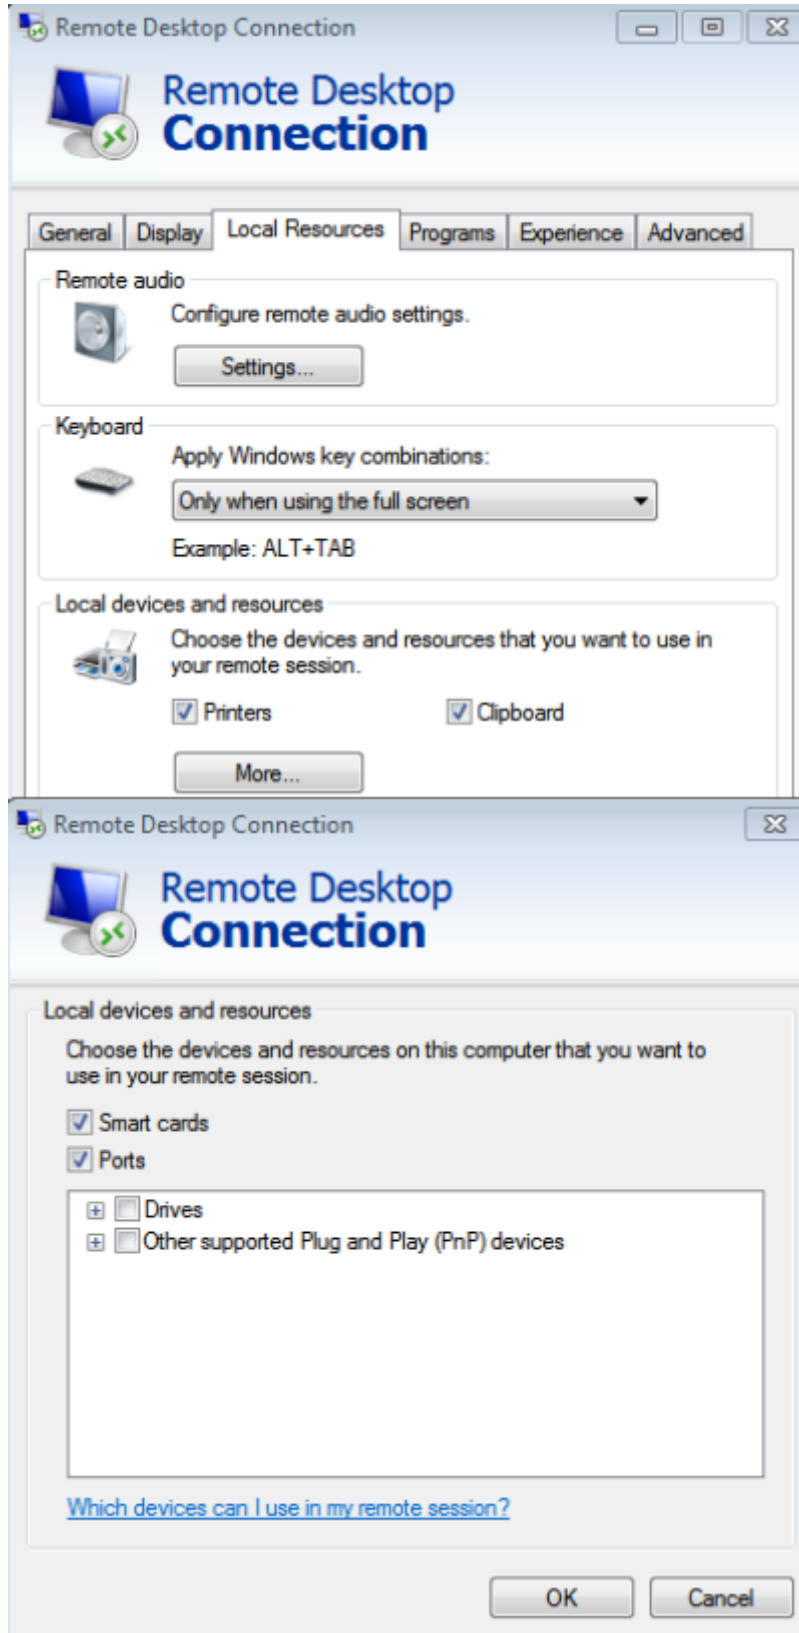 Remote Desktop Connection
Remote Desktop
Connection
General Display Local Resources Programs Experience Advanced
Remote audio
Configure remote audio settings.
Settings...
Keyboard
Apply Windows key combinations:
Only when using the full screen
Example: ALT+TAB
Local devices and resources
Choose the devices and resources that you want to use in
your remote session.
Printers Clipboard
More...
Remote Desktop Connection
Remote Desktop
Connection
Local devices and resources
Choose the devices and resources on this computer that you want to
use in your remote session.
Smart cards
Ports
Drives
Other supported Plug and Play (PnP) devices
Which devices can I use in my remote session?
OK Cancel